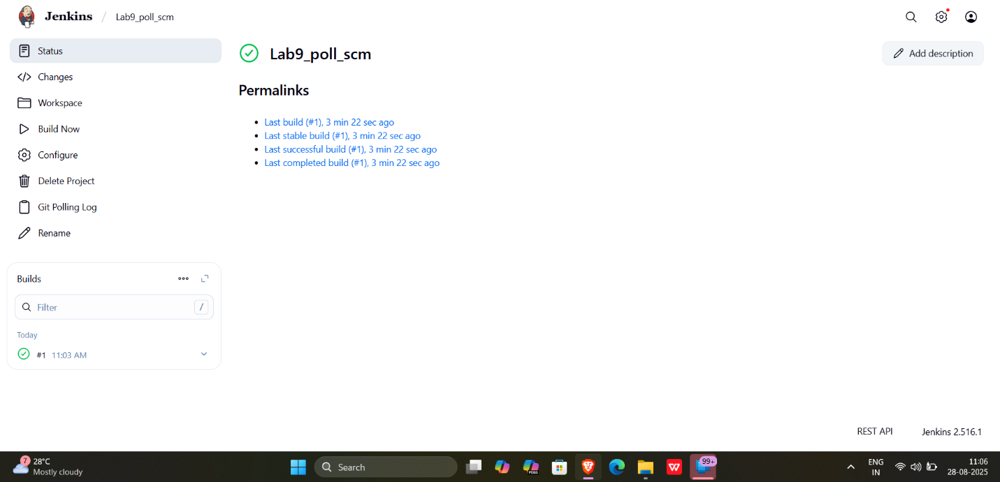 Jenkins / Lab9_poll_scm
Status
Changes
Workspace
Build Now
Configure
Delete Project
Git Polling Log
Rename
Builds
Filter /
Today
#1 11:03 AM
Lab9_poll_scm
Add description
Permalinks
Last build (#1), 3 min 22 sec ago
Last stable build (#1), 3 min 22 sec ago
Last successful build (#1), 3 min 22 sec ago
Last completed build (#1), 3 min 22 sec ago
REST API Jenkins 2.516.1
7
28°C
Mostly cloudy
Search
M365
W
99+
ENG
IN
11:06
28-08-2025